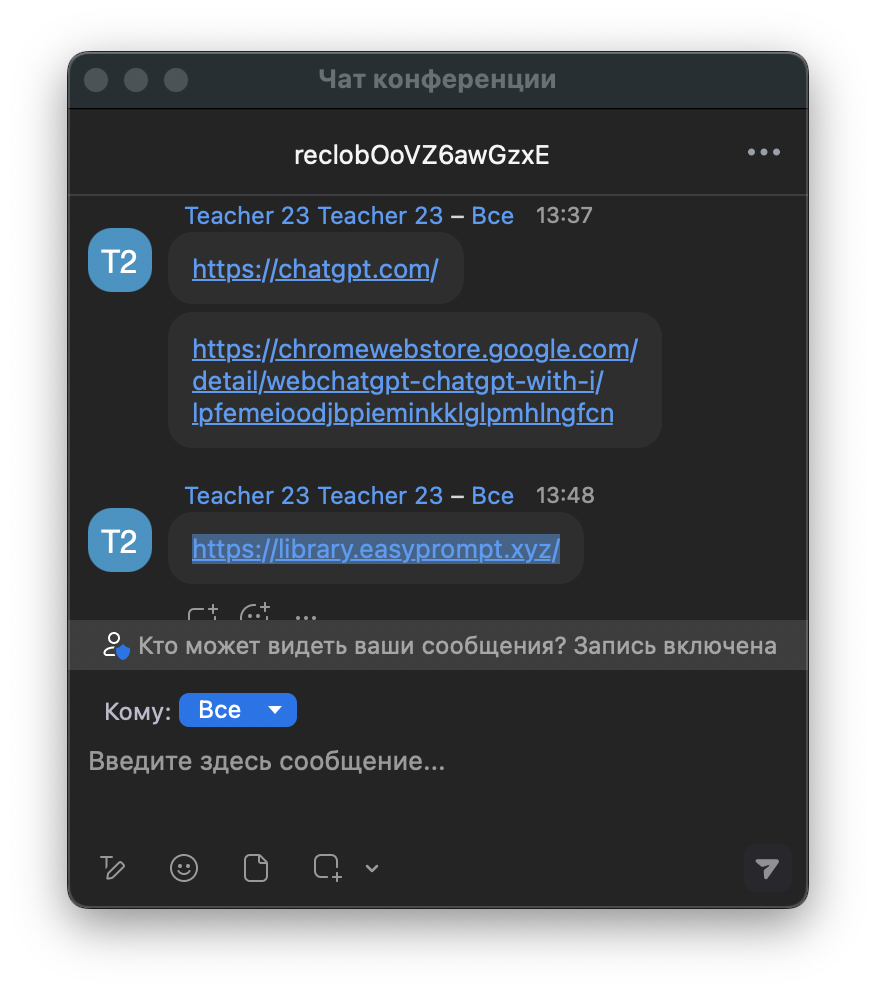 Чат конференции
reclobOoVZ6awGzxE
Teacher 23 Teacher 23 – Все 13:37
T2
https://chatgpt.com/
https://chromewebstore.google.com/
detail/webchatgpt-chatgpt-with-i/
lpfemeioodjbpieminkklglpmhlngfcn
Teacher 23 Teacher 23 – Все 13:48
T2
https://library.easyprompt.xyz/
Кто может видеть ваши сообщения? Запись включена
Кому: Все
Введите здесь сообщение...